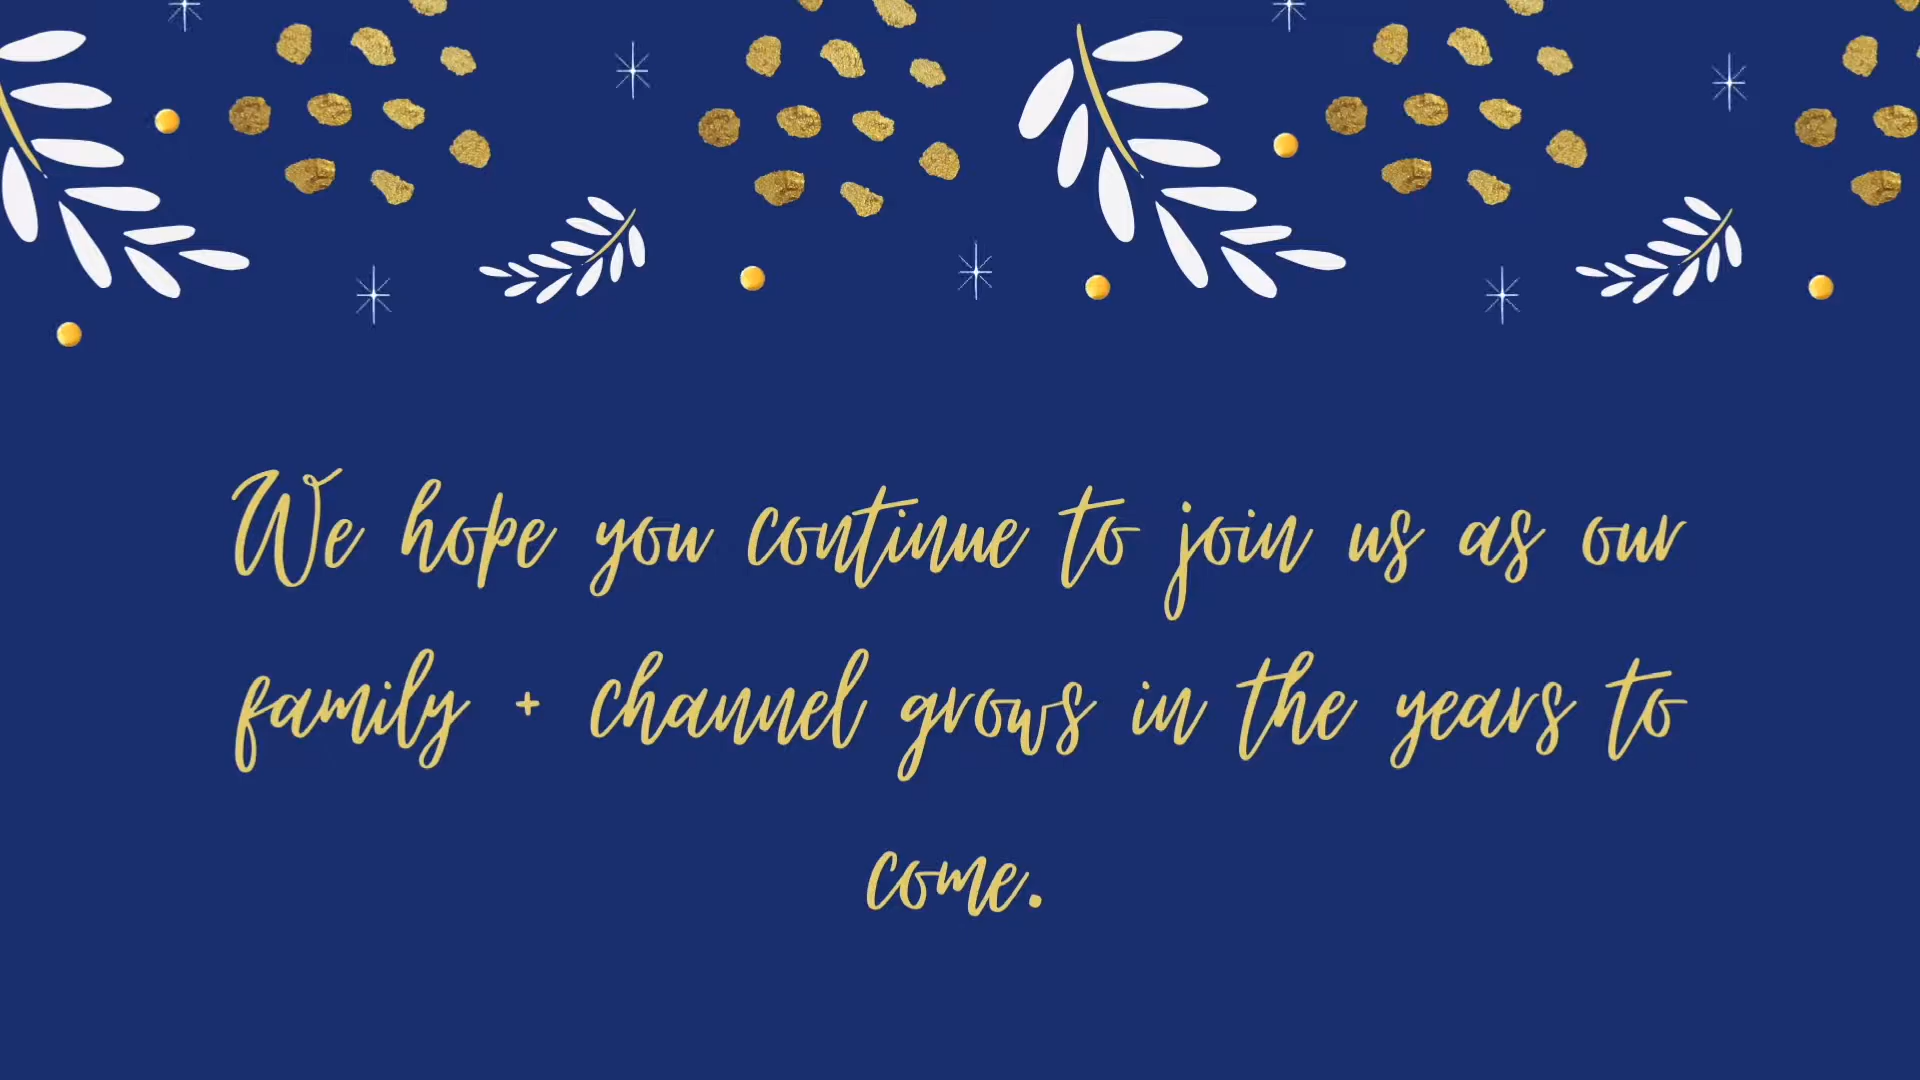 We hope you continue to join us as our
family + channel grows in the years to
come.